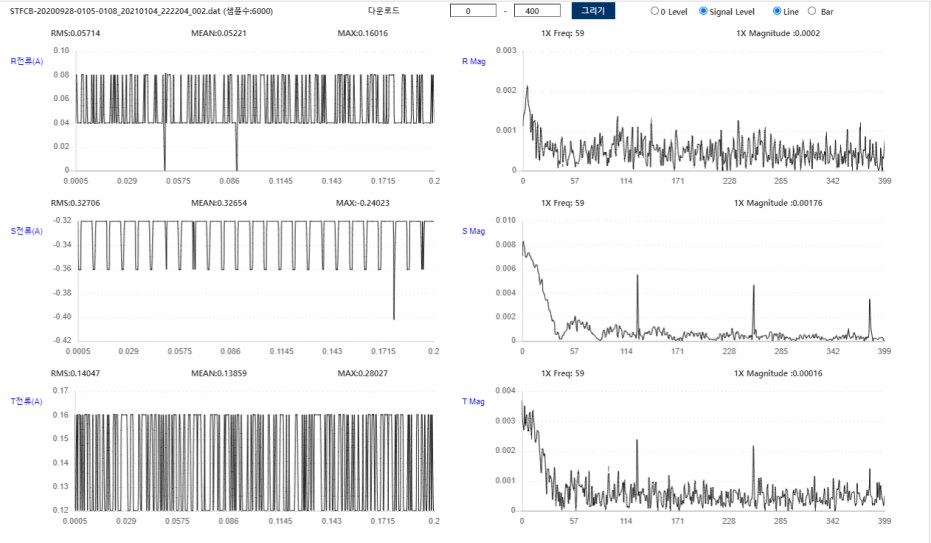 STFCB-20200928-0105-0108_20210104_222204_002.dat (샘플수:6000) 다운로드 0 - 400 그리기 0 Level Signal Level Line Bar
RMS:0.05714 MEAN:0.05221 MAX:0.16016 1X Freq: 59 1X Magnitude :0.0002
R전류(A)
0.10
0.08
0.06
0.04
0.02
0
0.0005 0.029 0.0575 0.086 0.1145 0.143 0.1715 0.2
R Mag
0.003
0.002
0.001
0
0 57 114 171 228 285 342 399
RMS:0.32706 MEAN:0.32654 MAX:-0.24023 1X Freq: 59 1X Magnitude :0.00176
S전류(A)
-0.32
-0.34
-0.36
-0.38
-0.40
-0.42
0.0005 0.029 0.0575 0.086 0.1145 0.143 0.1715 0.2
S Mag
0.010
0.008
0.006
0.004
0.002
0
0 57 114 171 228 285 342 399
RMS:0.14047 MEAN:0.13859 MAX:0.28027 1X Freq: 59 1X Magnitude :0.00016
T전류(A)
0.17
0.16
0.15
0.14
0.13
0.12
0.0005 0.029 0.0575 0.086 0.1145 0.143 0.1715 0.2
T Mag
0.004
0.003
0.002
0.001
0
0 57 114 171 228 285 342 399